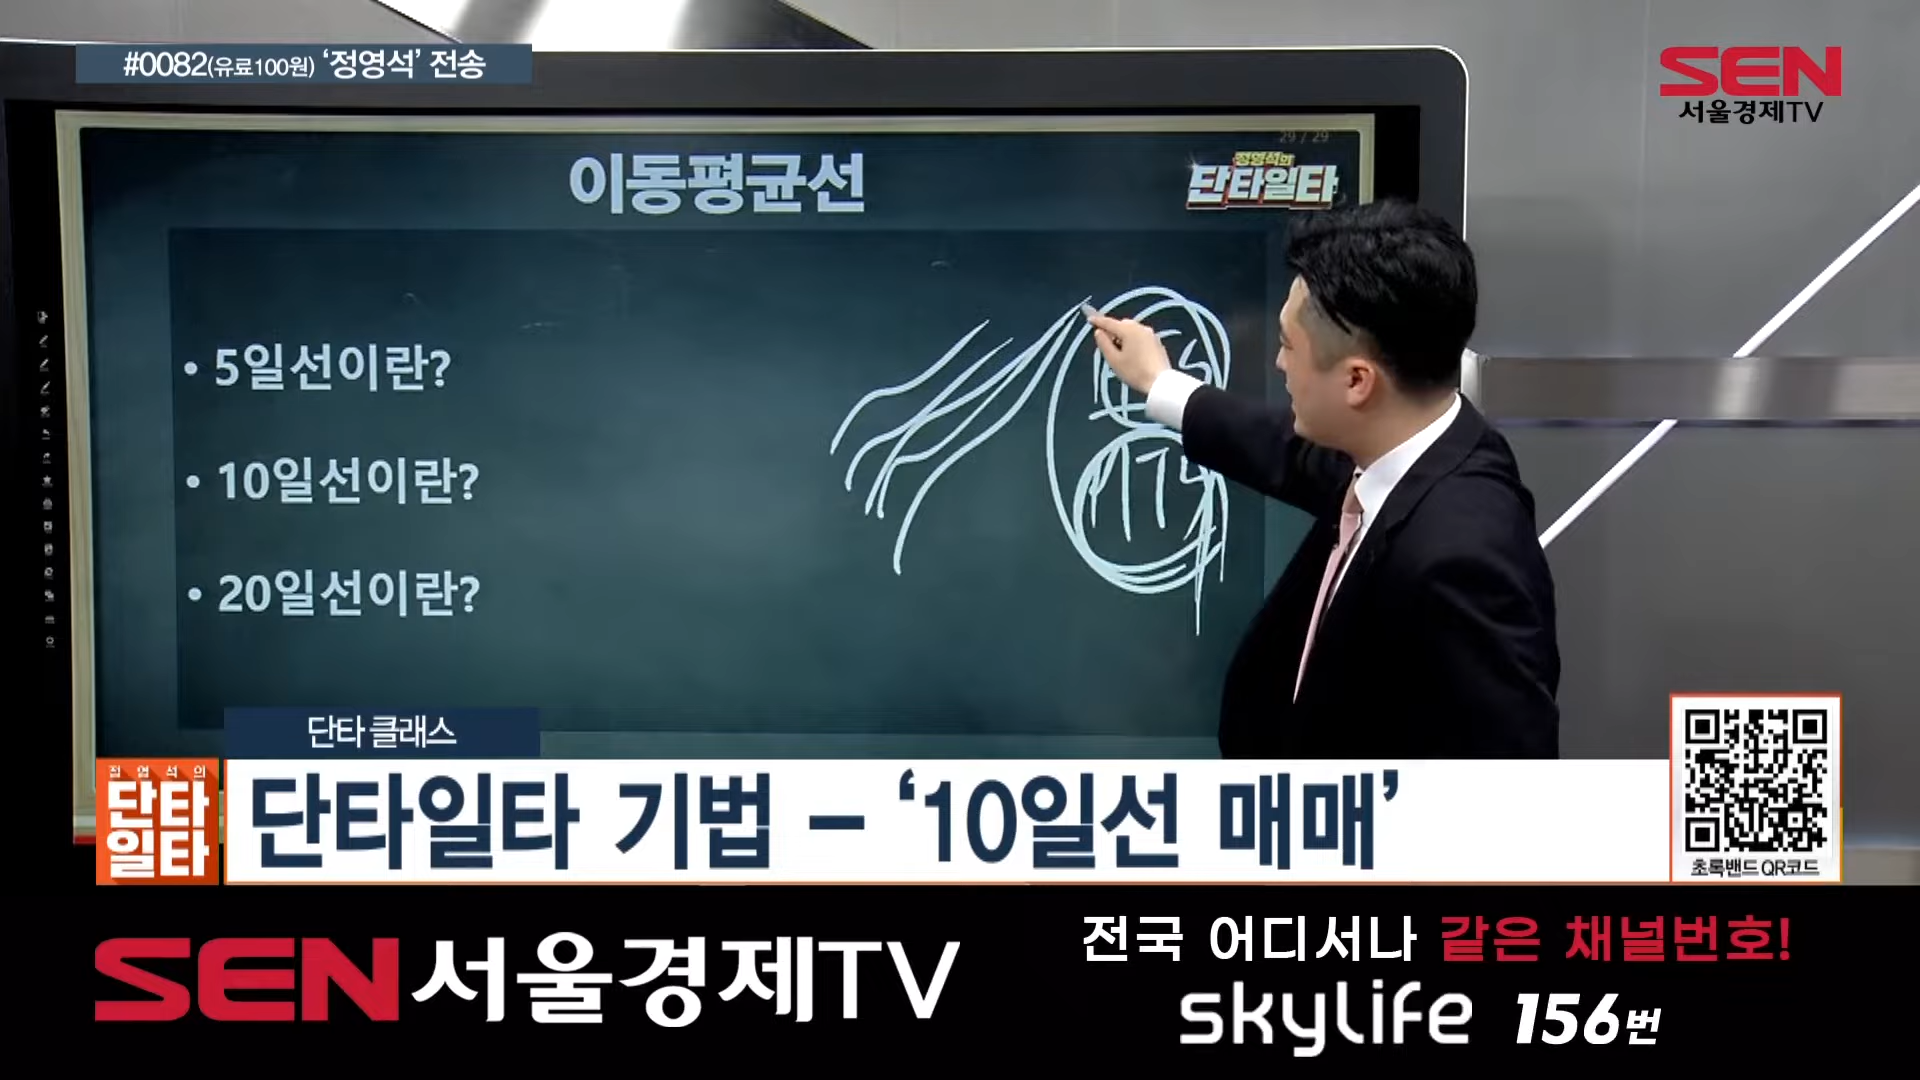 #0082(유료100원) ‘정영석’ 전송
SEN
서울경제TV
29 / 29
이동평균선
정영석의
단타일타
• 5일선이란?
• 10일선이란?
• 20일선이란?
단타 클래스
정영석의
단타
일타
단타일타 기법 – ‘10일선 매매’
초록밴드 QR코드
SEN서울경제TV
전국 어디서나 같은 채널번호!
skylife 156번